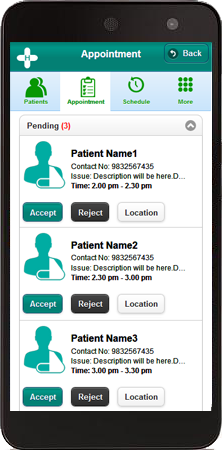 H
Appointment
Back
Patients
Appointment
Schedule
More
Pending (3)
Patient Name1
Contact No: 9832567435
Issue: Description will be here.D...
Time: 2.00 pm - 2.30 pm
Accept
Reject
Location
Patient Name2
Contact No: 9832567435
Issue: Description will be here.D...
Time: 2.30 pm - 3.00 pm
Accept
Reject
Location
Patient Name3
Contact No: 9832567435
Issue: Description will be here.D...
Time: 3.00 pm - 3.30 pm
Accept
Reject
Location